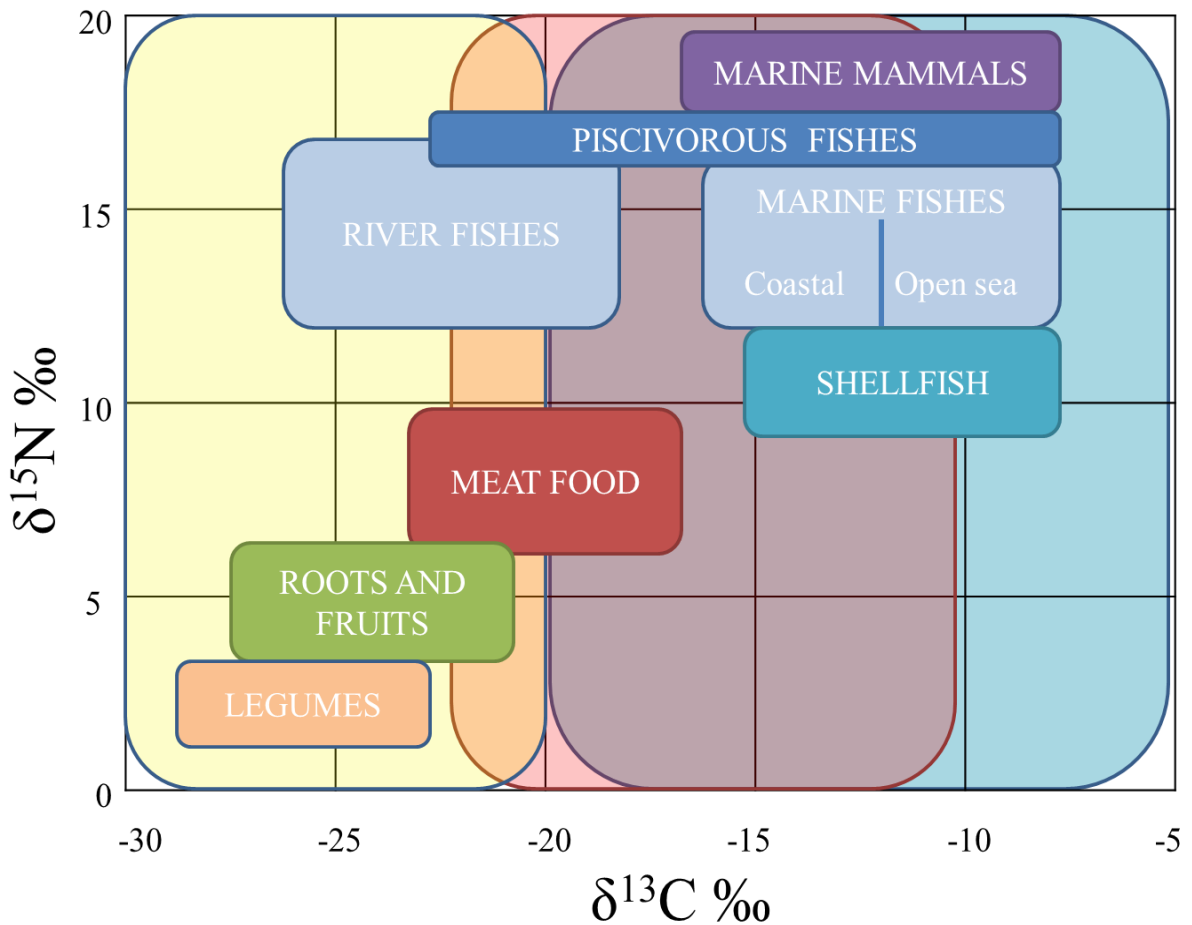 20
MARINE MAMMALS
PISCIVOROUS FISHES
15
MARINE FISHES
RIVER FISHES
Coastal
Open sea
SHELLFISH
10
MEAT FOOD
ROOTS AND
FRUITS
5
LEGUMES
0
δ¹⁵N ‰
-30
-25
-20
-15
-10
-5
δ¹³C ‰